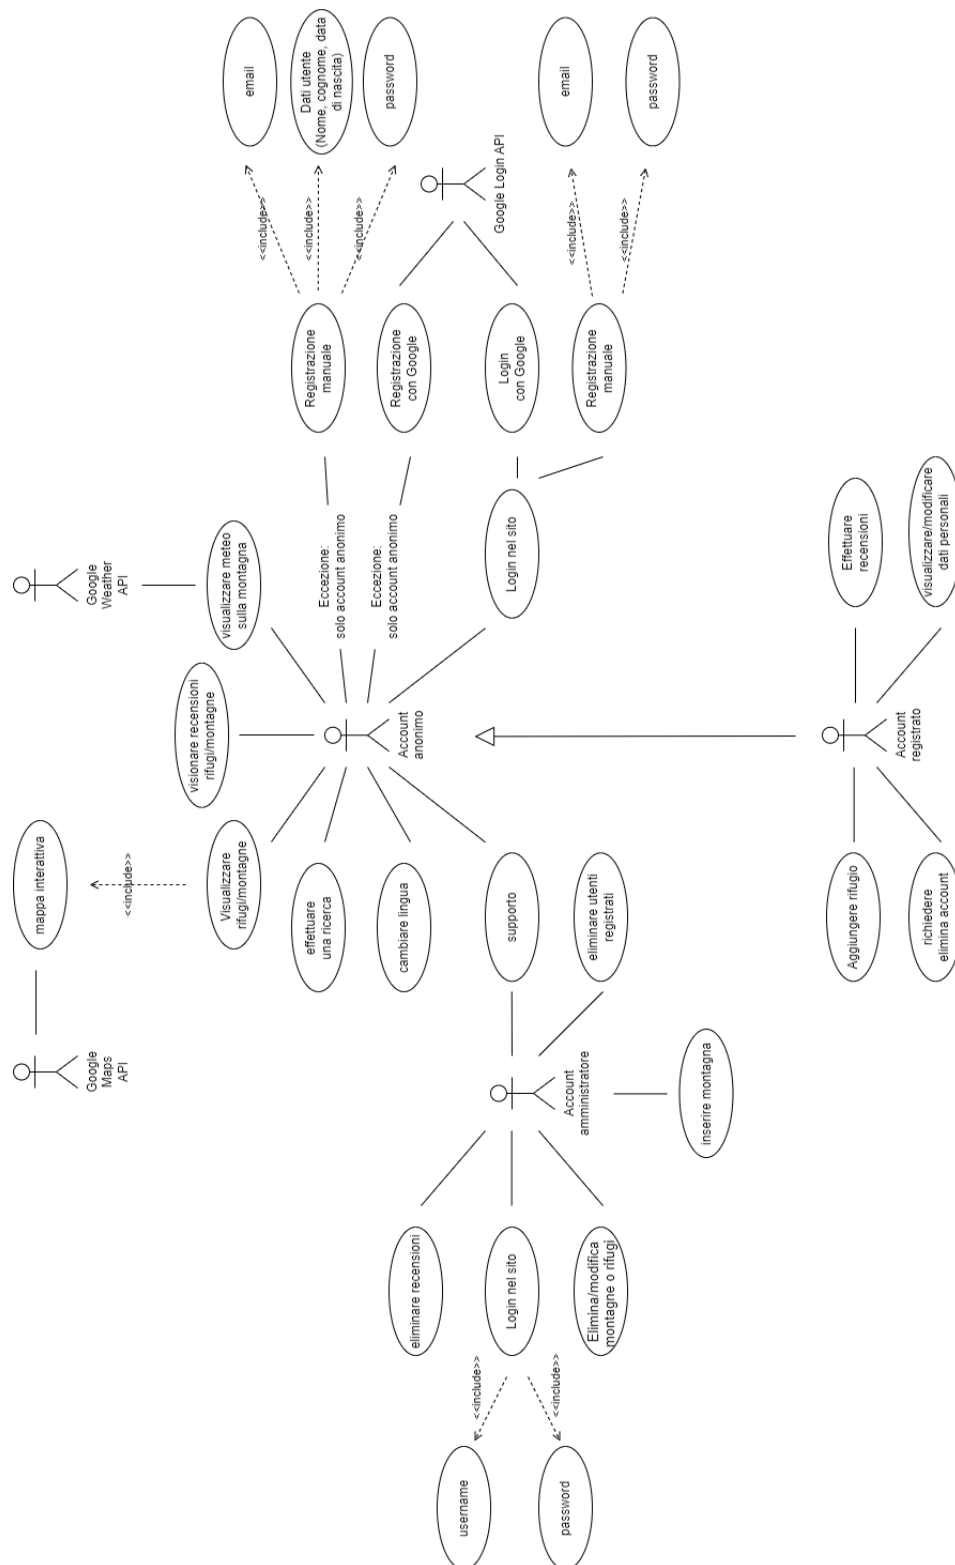 username
password
<<include>>
<<include>>
eliminare recensioni
Login nel sito
Elimina/modifica
montagne o rifugi
Account
amministratore
inserire montagna
supporto
eliminare utenti
registrati
Google
Maps
API
mappa interattiva
<<include>>
Visualizzare
rifugi/montagne
effettuare
una ricerca
cambiare lingua
visionare recensioni
rifugi/montagne
Account
anonimo
Google
Weather
API
visualizzare meteo
sulla montagna
Eccezione:
solo account anonimo
Eccezione:
solo account anonimo
Login nel sito
Registrazione
manuale
Registrazione
con Google
Login
con Google
Registrazione
manuale
<<include>>
<<include>>
<<include>>
email
Dati utente
(Nome, cognome, data
di nascita)
password
Google Login API
<<include>>
<<include>>
email
password
Aggiungere rifugio
richiedere
elimina account
Account
registrato
Effettuare
recensioni
visualizzare/modificare
dati personali